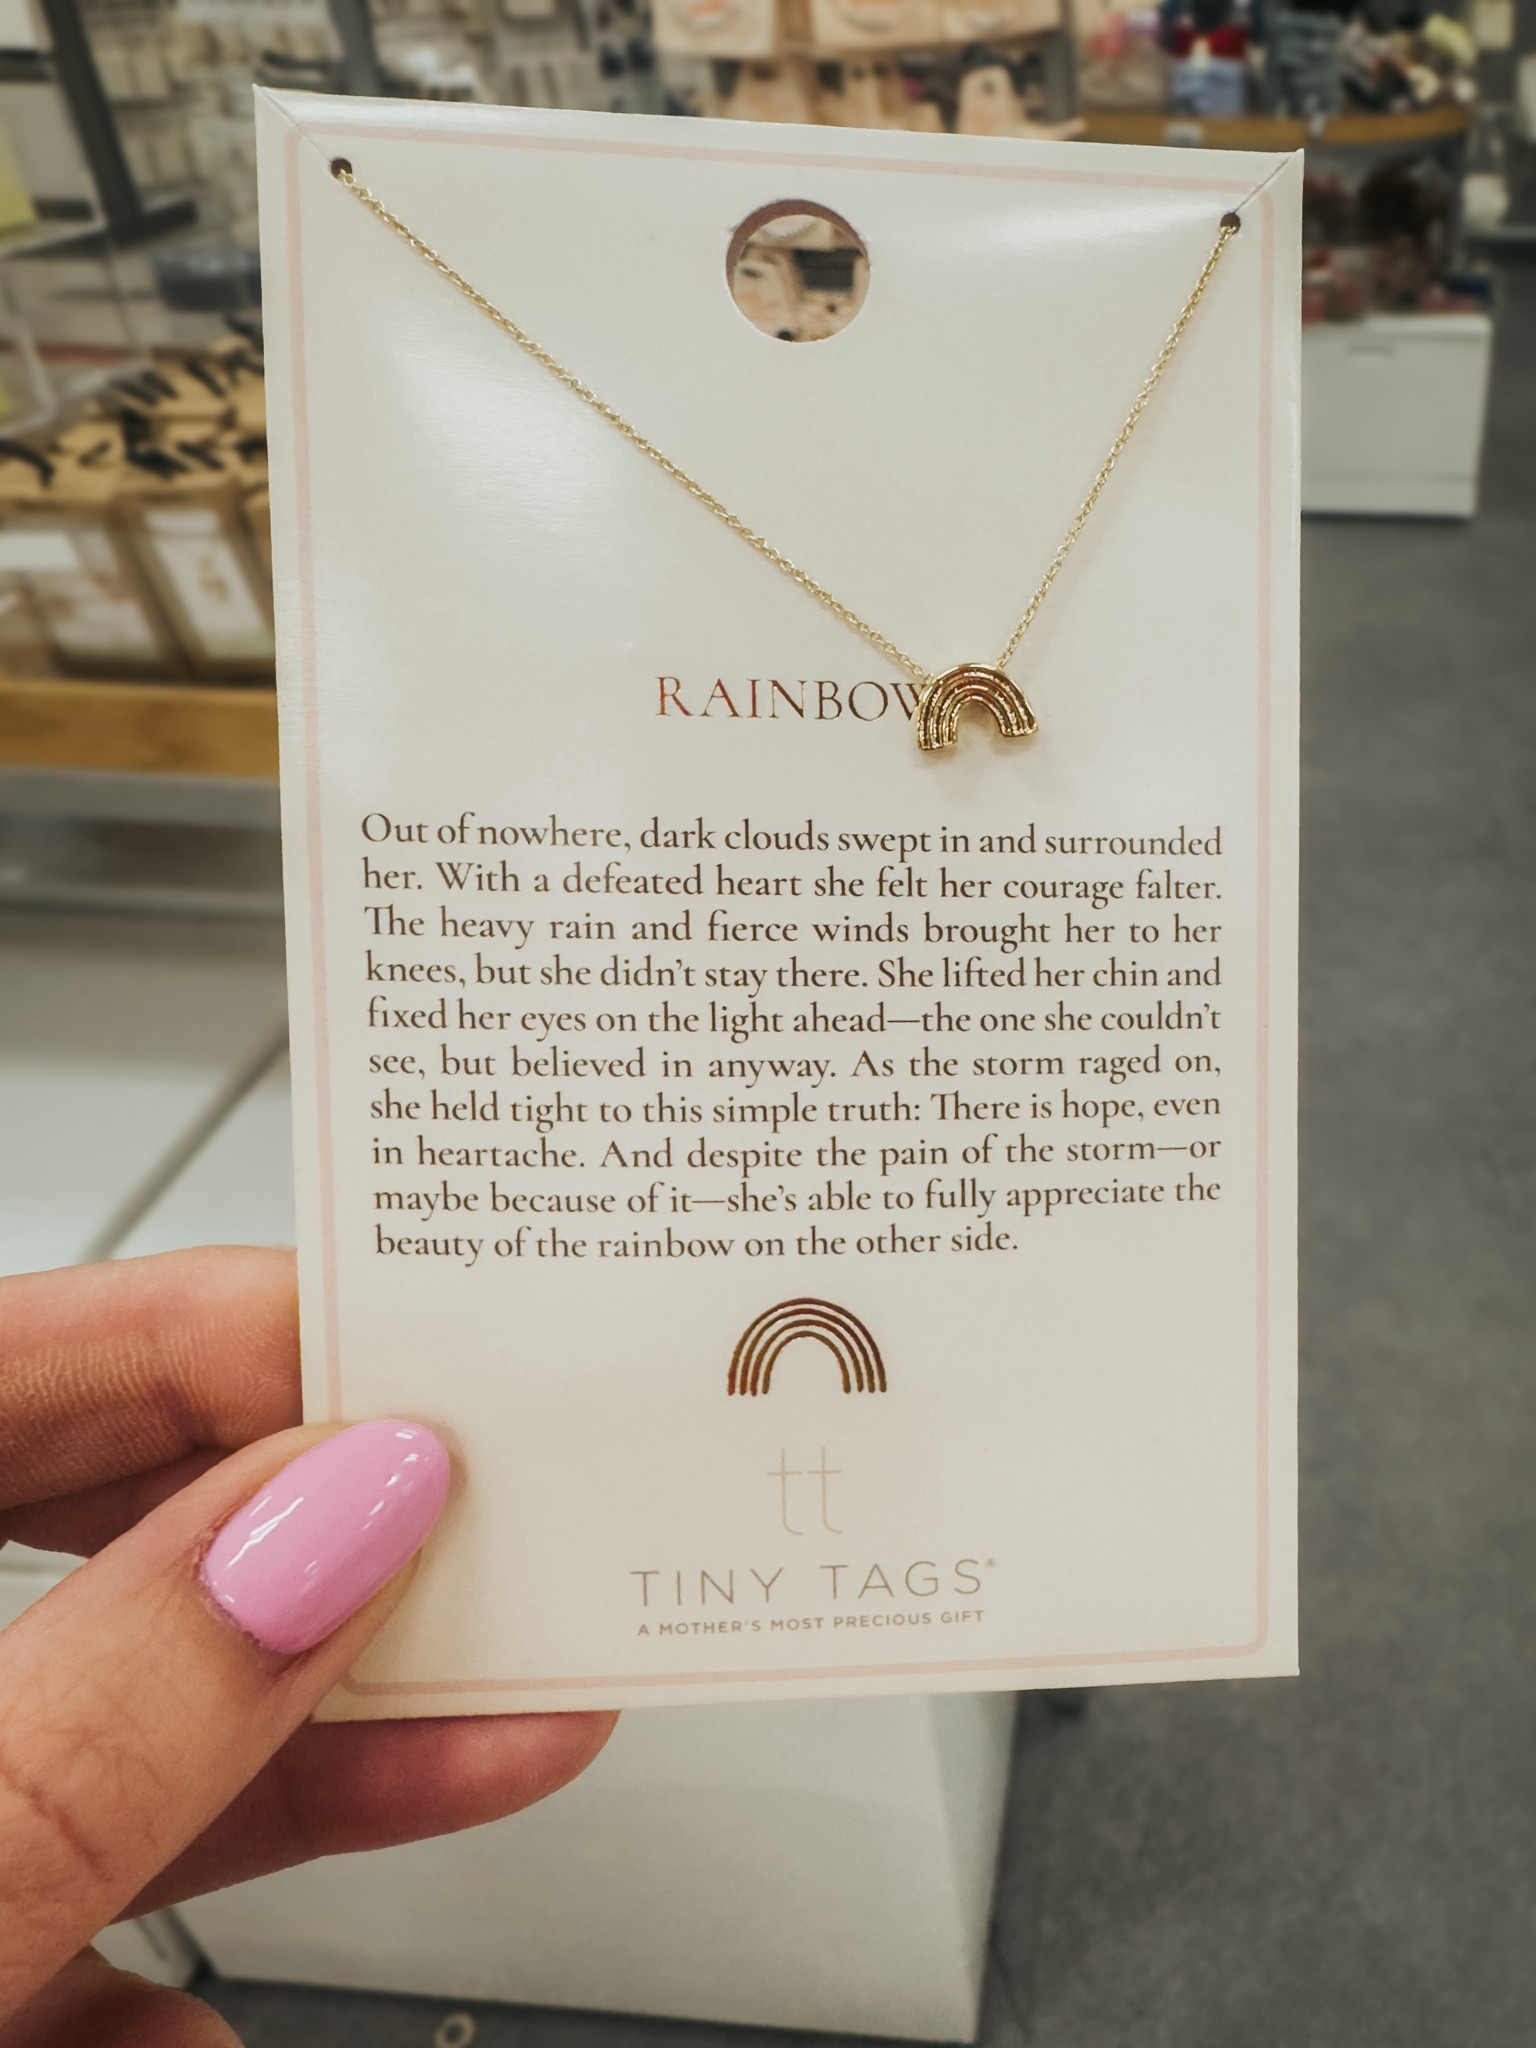 RAINBOW
Out of nowhere, dark clouds swept in and surrounded
her. With a defeated heart she felt her courage falter.
The heavy rain and fierce winds brought her to her
knees, but she didn't stay there. She lifted her chin and
fixed her eyes on the light ahead—the one she couldn't
see, but believed in anyway. As the storm raged on,
she held tight to this simple truth: There is hope, even
in heartache. And despite the pain of the storm—or
maybe because of it—she's able to fully appreciate the
beauty of the rainbow on the other side.
tt
TINY TAGS®
A MOTHER'S MOST PRECIOUS GIFT